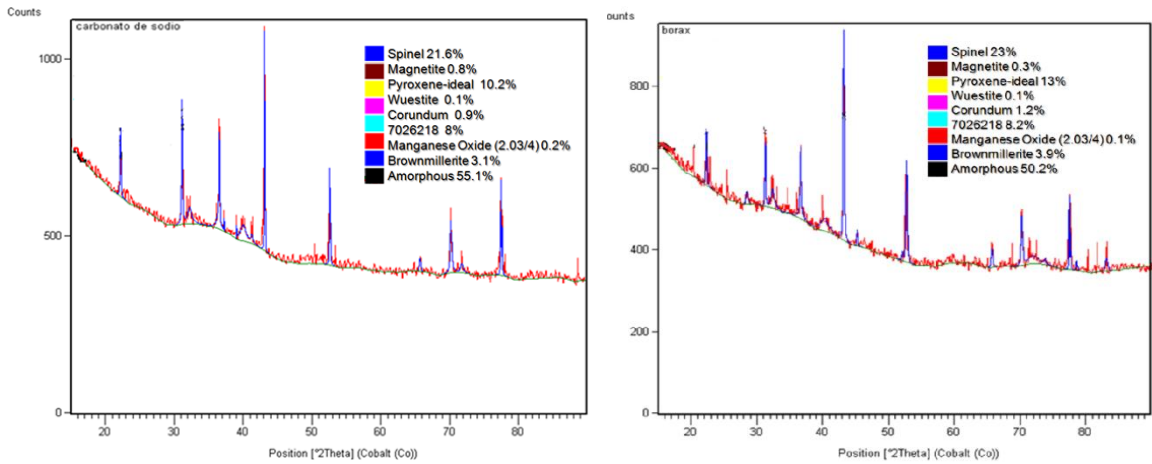 Counts
carbonato de sodio
1000
500
0
20 30 40 50 60 70 80
Position [°2Theta] (Cobalt (Co))
Spinel 21.6%
Magnetite 0.8%
Pyroxene-ideal 10.2%
Wuestite 0.1%
Corundum 0.9%
7026218 8%
Manganese Oxide (2.03/4) 0.2%
Brownmillerite 3.1%
Amorphous 55.1%
ounts
borax
800
600
400
200
0
20 30 40 50 60 70 80
Position [°2Theta] (Cobalt (Co))
Spinel 23%
Magnetite 0.3%
Pyroxene-ideal 13%
Wuestite 0.1%
Corundum 1.2%
7026218 8.2%
Manganese Oxide (2.03/4) 0.1%
Brownmillerite 3.9%
Amorphous 50.2%